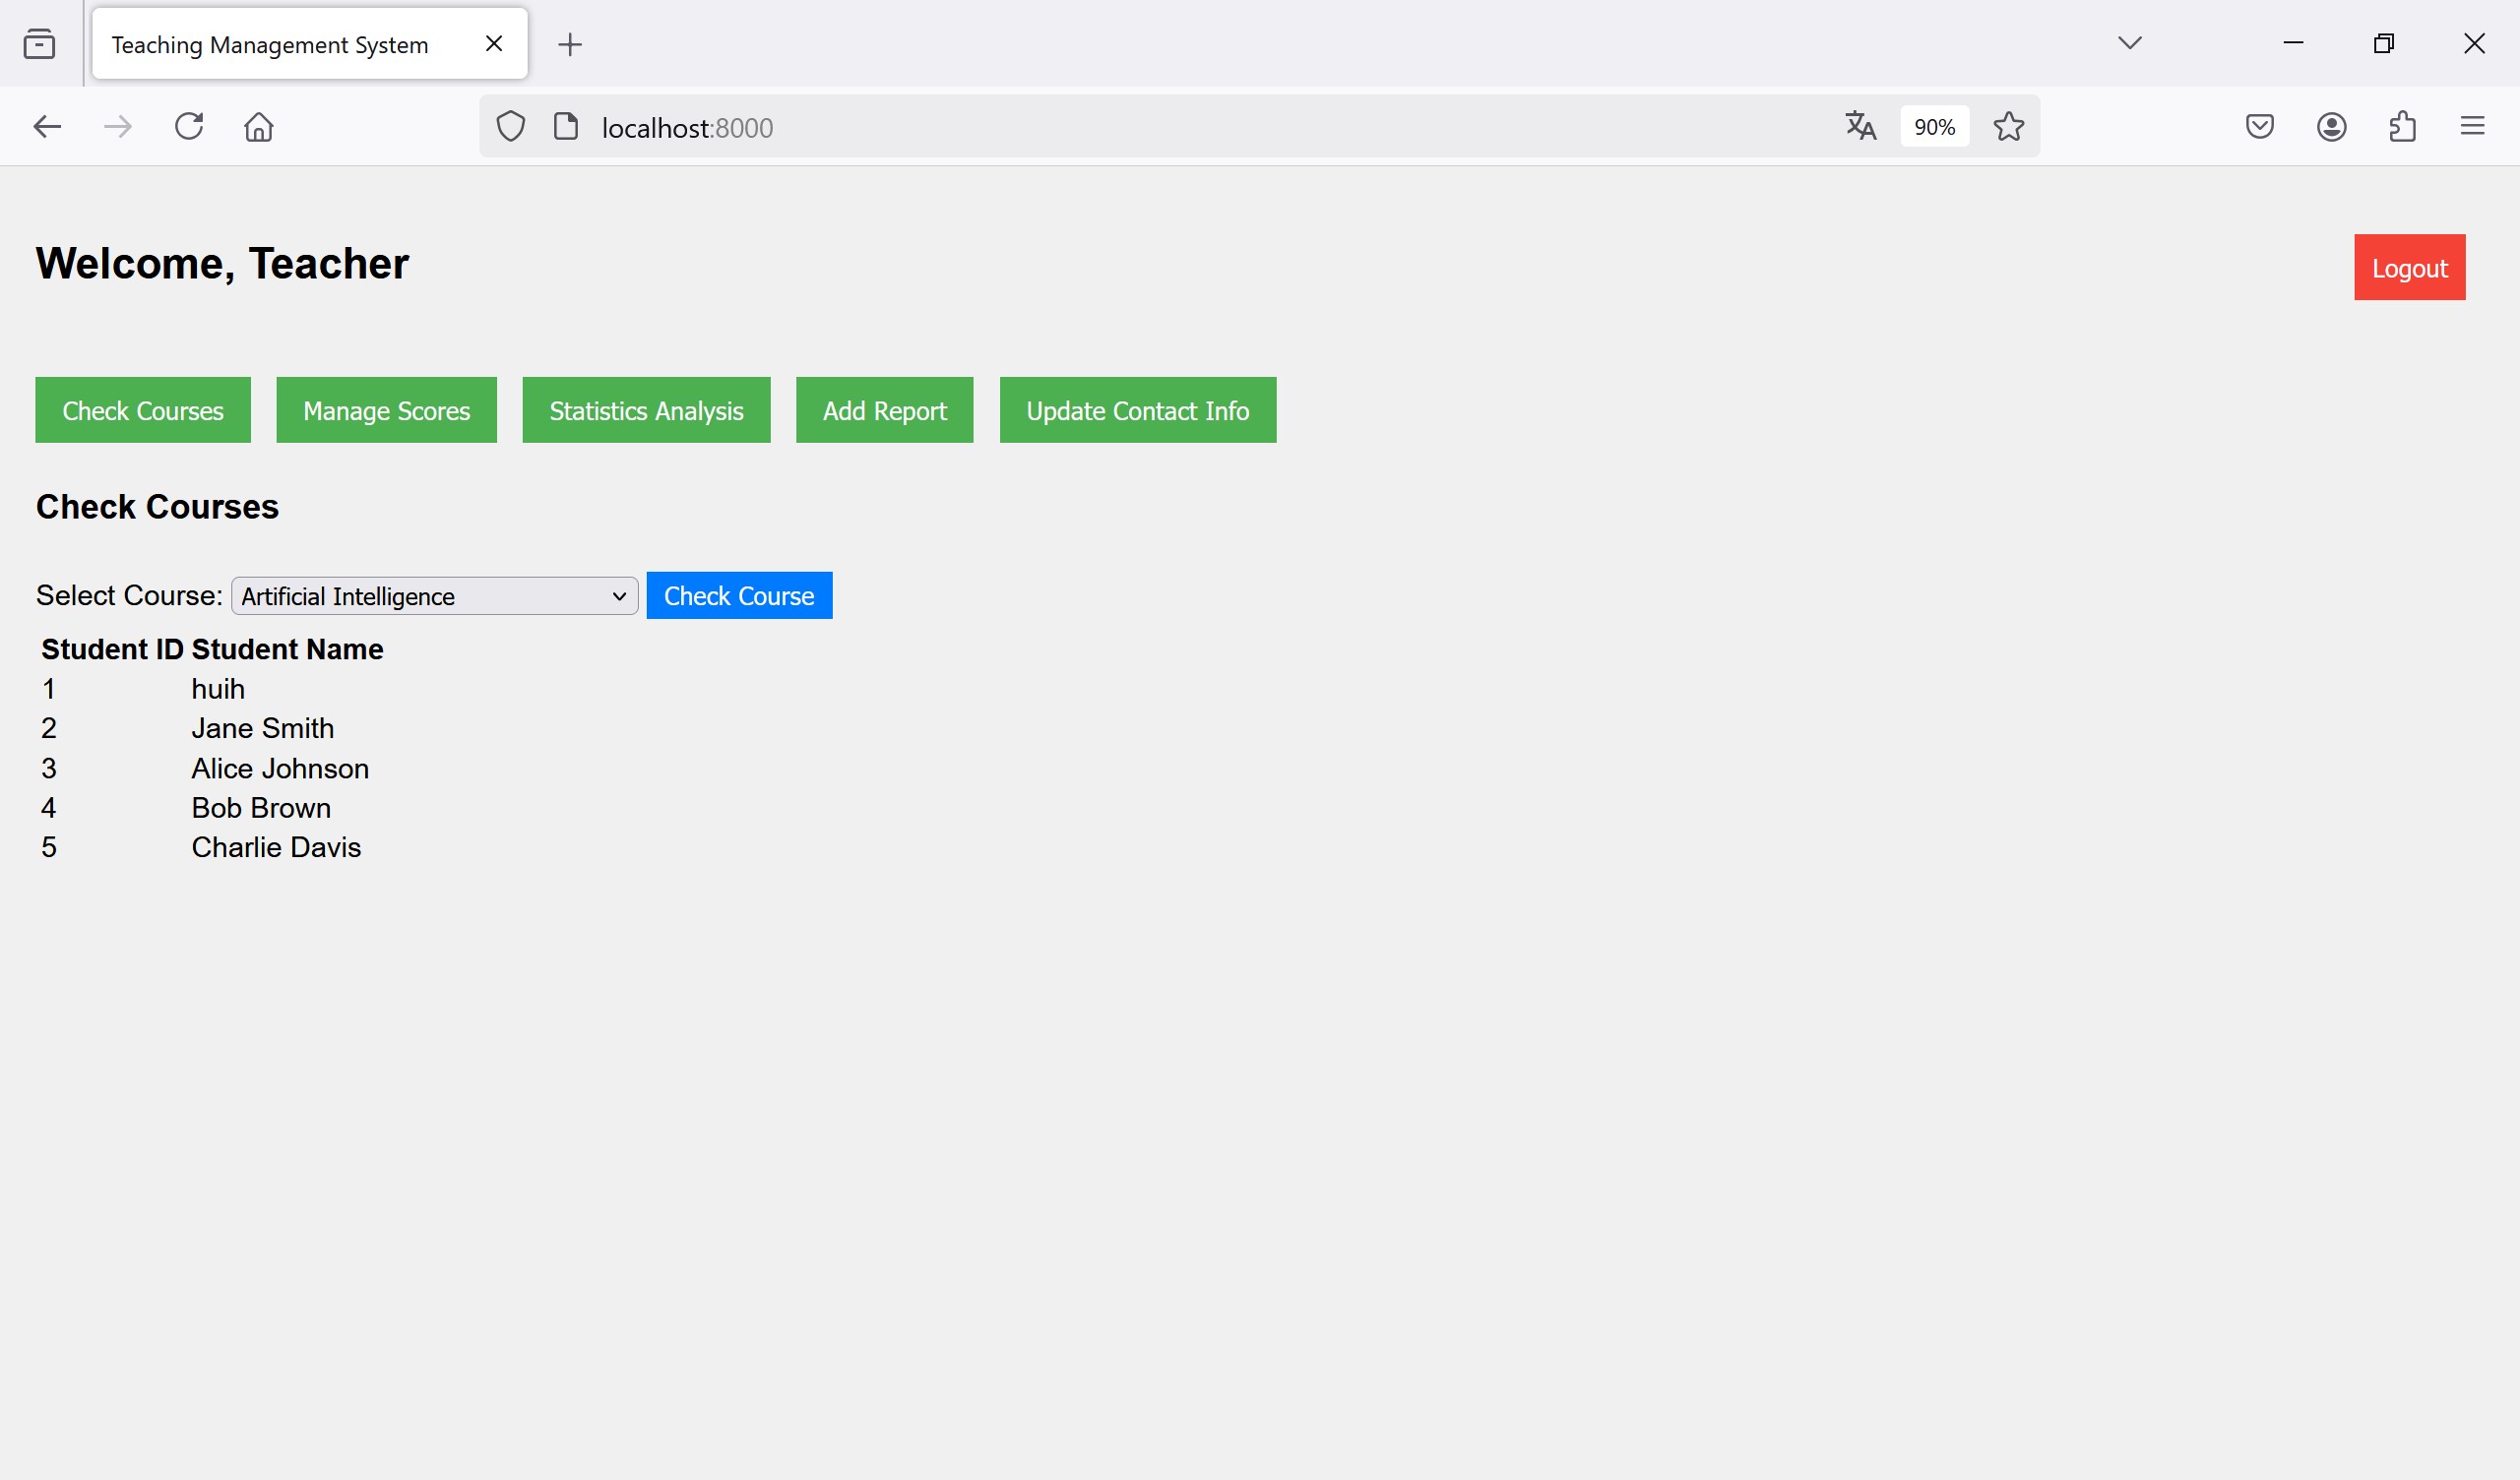 Teaching Management System
localhost:8000
90%
Welcome, Teacher
Logout
Check Courses Manage Scores Statistics Analysis Add Report Update Contact Info
Check Courses
Select Course: Artificial Intelligence Check Course
Student ID Student Name
1 huih
2 Jane Smith
3 Alice Johnson
4 Bob Brown
5 Charlie Davis